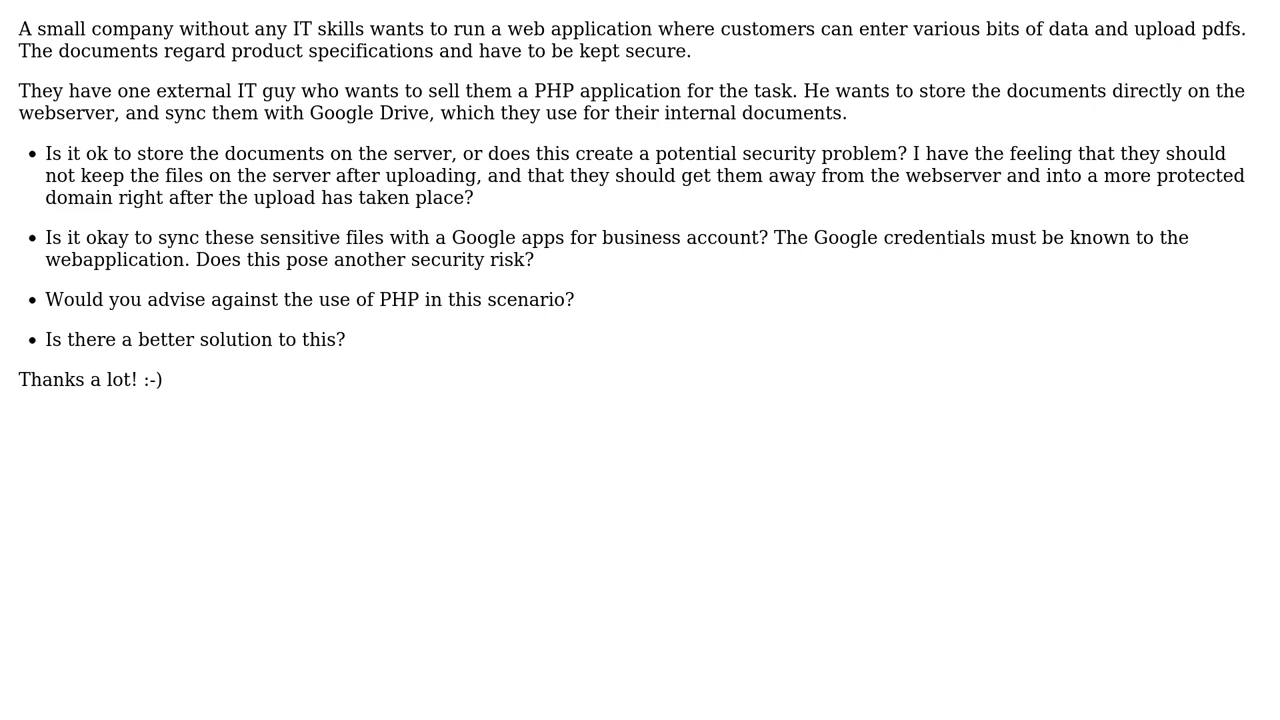 A small company without any IT skills wants to run a web application where customers can enter various bits of data and upload pdfs.
The documents regard product specifications and have to be kept secure.
They have one external IT guy who wants to sell them a PHP application for the task. He wants to store the documents directly on the
webserver, and sync them with Google Drive, which they use for their internal documents.
• Is it ok to store the documents on the server, or does this create a potential security problem? I have the feeling that they should
not keep the files on the server after uploading, and that they should get them away from the webserver and into a more protected
domain right after the upload has taken place?
• Is it okay to sync these sensitive files with a Google apps for business account? The Google credentials must be known to the
webapplication. Does this pose another security risk?
• Would you advise against the use of PHP in this scenario?
• Is there a better solution to this?
Thanks a lot! :-)